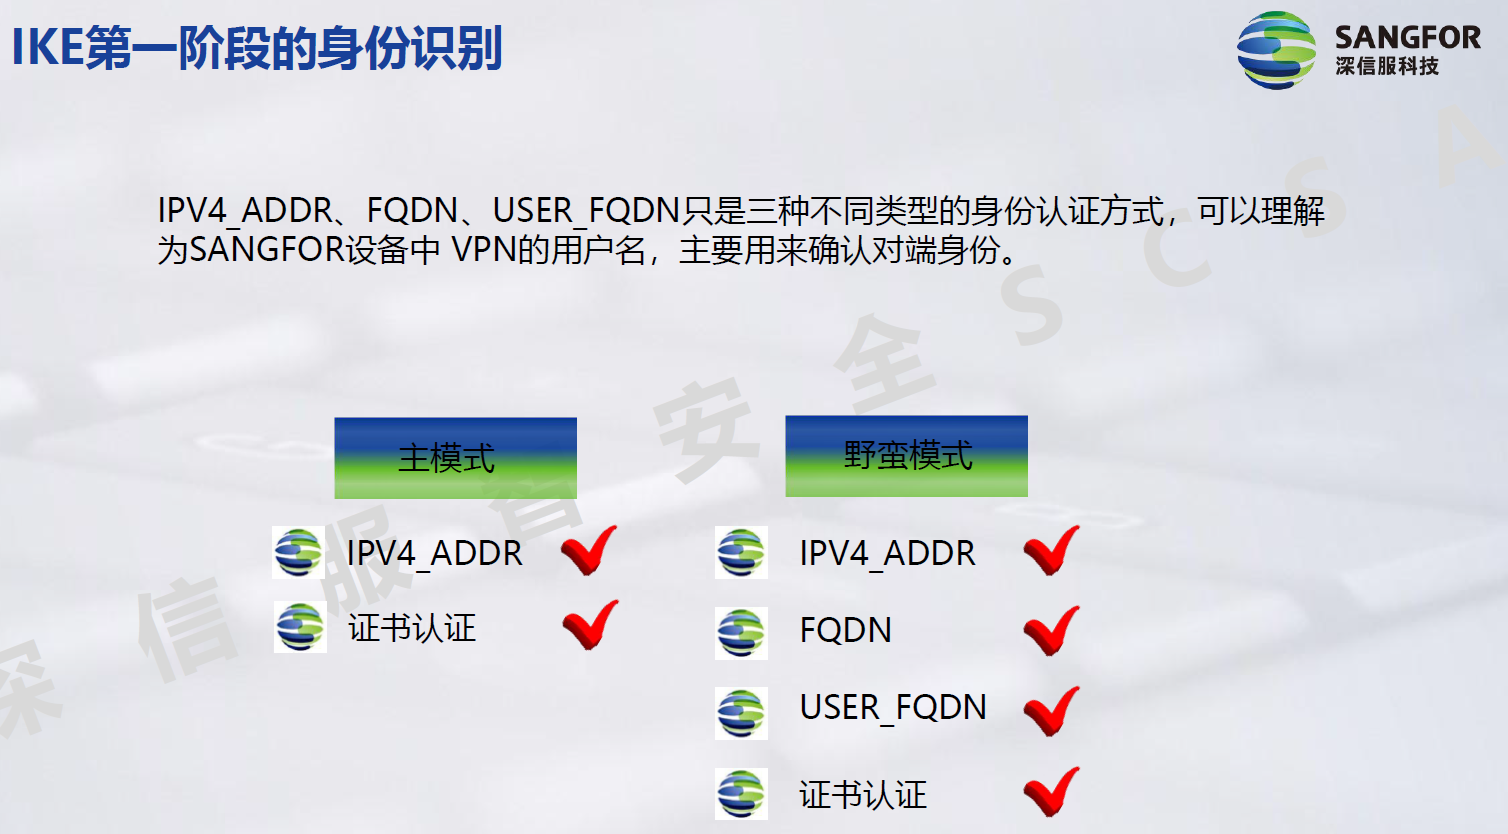 IKE第一阶段的身份识别
SANGFOR
深信服科技
IPV4_ADDR、FQDN、USER_FQDN只是三种不同类型的身份认证方式，可以理解
为SANGFOR设备中 VPN的用户名，主要用来确认对端身份。
主模式
IPV4_ADDR
证书认证
野蛮模式
IPV4_ADDR
FQDN
USER_FQDN
证书认证
深信服智安全SCSA